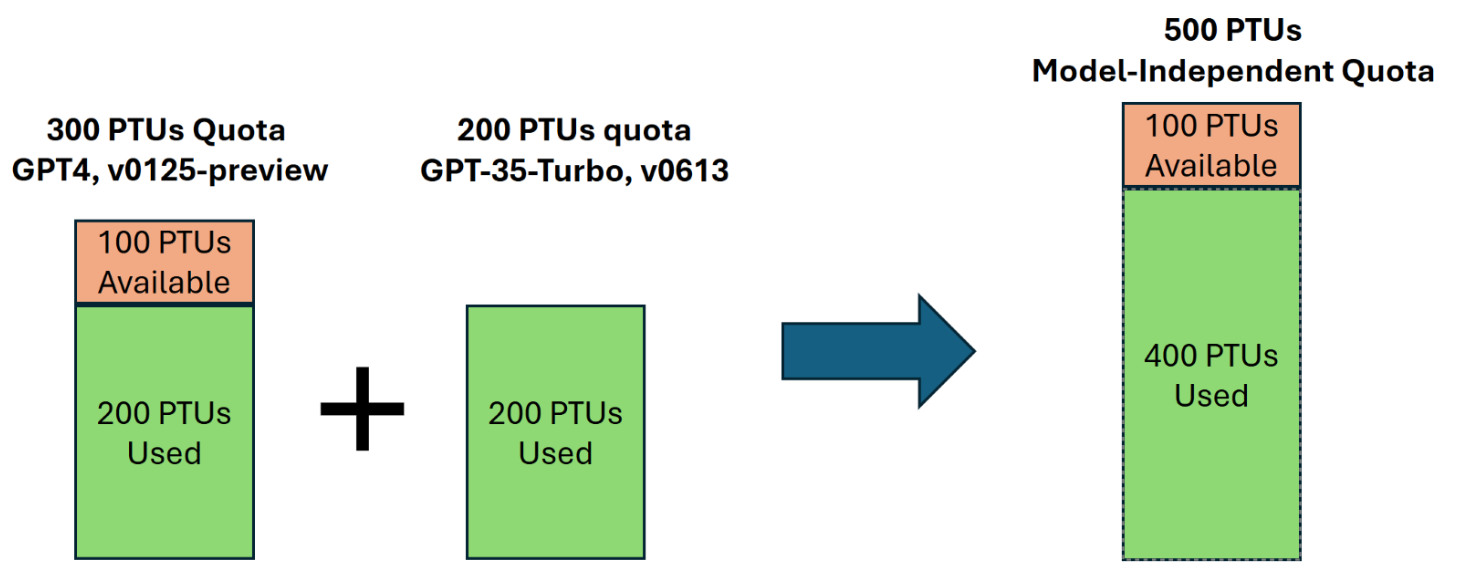 300 PTUs Quota
GPT4, v0125-preview
100 PTUs
Available
200 PTUs
Used
200 PTUs quota
GPT-35-Turbo, v0613
200 PTUs
Used
500 PTUs
Model-Independent Quota
100 PTUs
Available
400 PTUs
Used